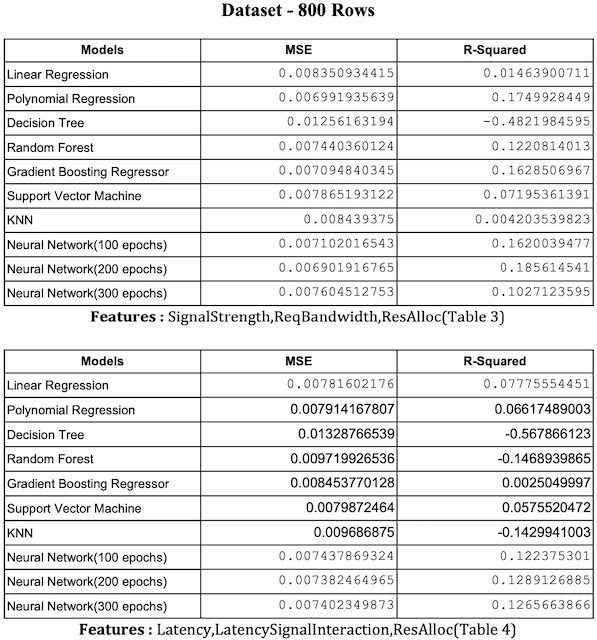 Dataset - 800 Rows
Models MSE R-Squared
Linear Regression 0.008350934415 0.01463900711
Polynomial Regression 0.006991935639 0.1749928449
Decision Tree 0.01256163194 -0.4821984595
Random Forest 0.007440360124 0.1220814013
Gradient Boosting Regressor 0.007094840345 0.1628506967
Support Vector Machine 0.007865193122 0.07195361391
KNN 0.008439375 0.004203539823
Neural Network(100 epochs) 0.007102016543 0.1620039477
Neural Network(200 epochs) 0.006901916765 0.185614541
Neural Network(300 epochs) 0.007604512753 0.1027123595
Features : SignalStrength,ReqBandwidth,ResAlloc(Table 3)
Models MSE R-Squared
Linear Regression 0.00781602176 0.07775554451
Polynomial Regression 0.007914167807 0.06617489003
Decision Tree 0.01328766539 -0.567866123
Random Forest 0.009719926536 -0.1468939865
Gradient Boosting Regressor 0.008453770128 0.0025049997
Support Vector Machine 0.0079872464 0.0575520472
KNN 0.009686875 -0.1429941003
Neural Network(100 epochs) 0.007437869324 0.122375301
Neural Network(200 epochs) 0.007382464965 0.1289126885
Neural Network(300 epochs) 0.007402349873 0.1265663866
Features : Latency,LatencySignalInteraction,ResAlloc(Table 4)